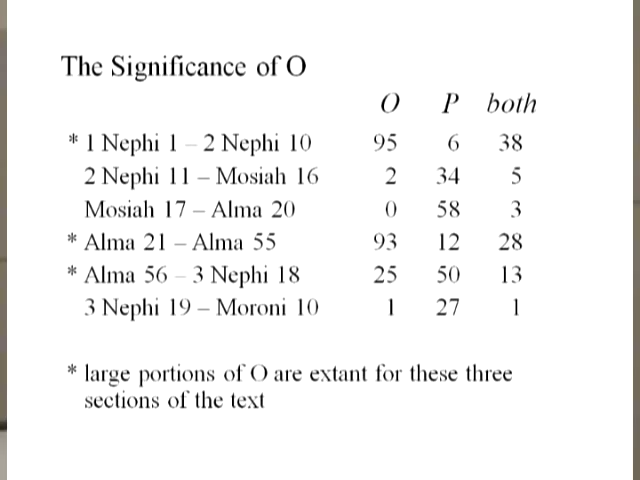 The Significance of O
O P both
* 1 Nephi 1 – 2 Nephi 10 95 6 38
2 Nephi 11 – Mosiah 16 2 34 5
Mosiah 17 – Alma 20 0 58 3
* Alma 21 – Alma 55 93 12 28
* Alma 56 – 3 Nephi 18 25 50 13
3 Nephi 19 – Moroni 10 1 27 1
* large portions of O are extant for these three
sections of the text